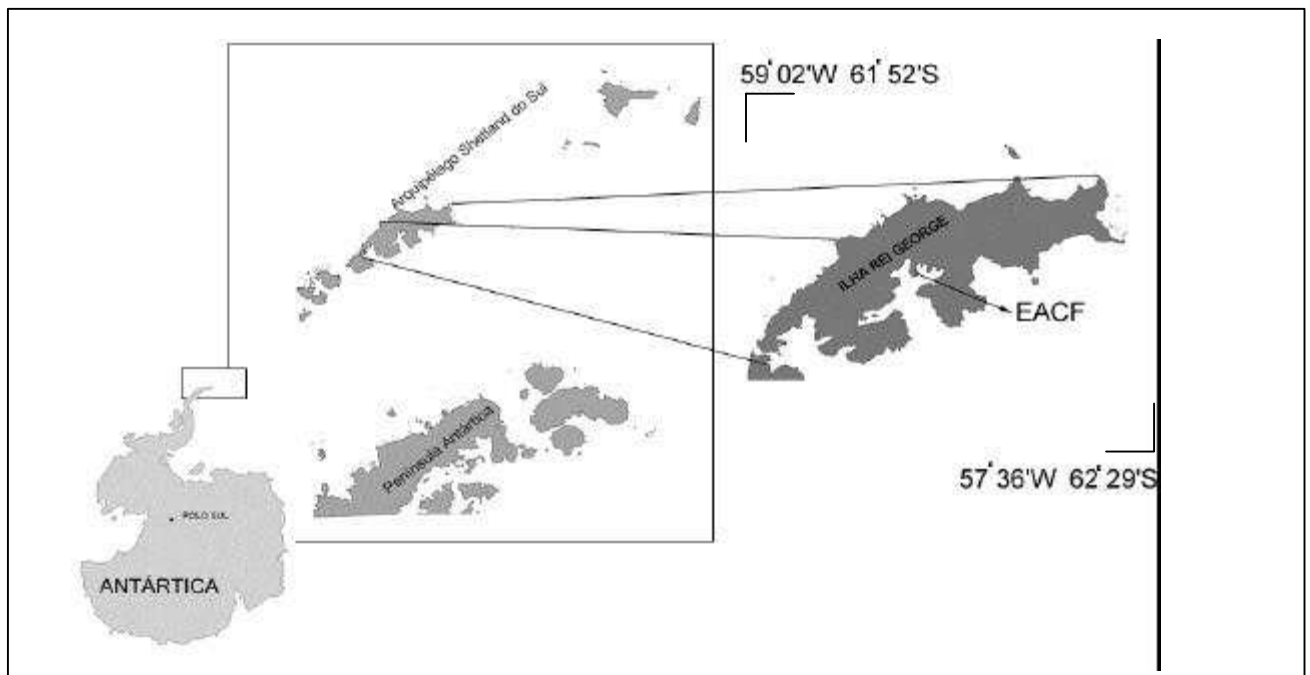 59°02'W 61°52'S
Arquipélago Shetland do Sul
ILHA REI GEORGE
EACF
Península Antártica
57°36'W 62°29'S
POLO SUL
ANTÁRTICA